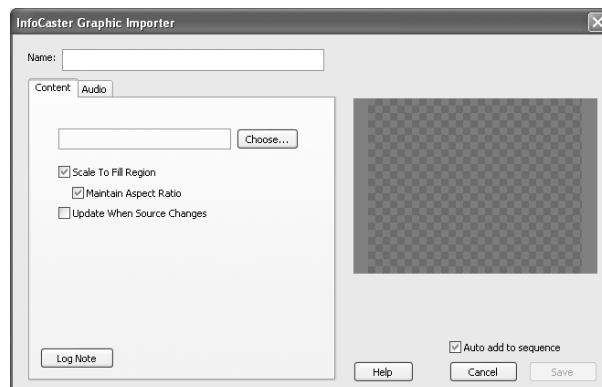 InfoCaster Graphic Importer
Name:
Content Audio
Choose...
Scale To Fill Region
Maintain Aspect Ratio
Update When Source Changes
Log Note
Auto add to sequence
Help Cancel Save